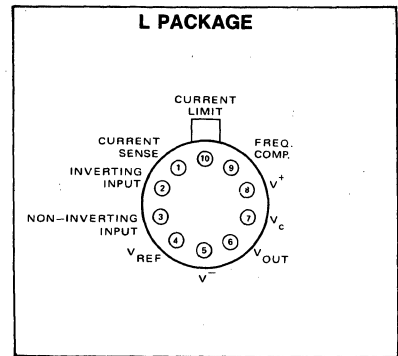 L PACKAGE
CURRENT
LIMIT
CURRENT
SENSE
FREQ.
COMP.
INVERTING
INPUT
V+
NON-INVERTING
INPUT
Vc
VREF
VOUT
V−
10
1
9
2
8
3
7
4
6
5